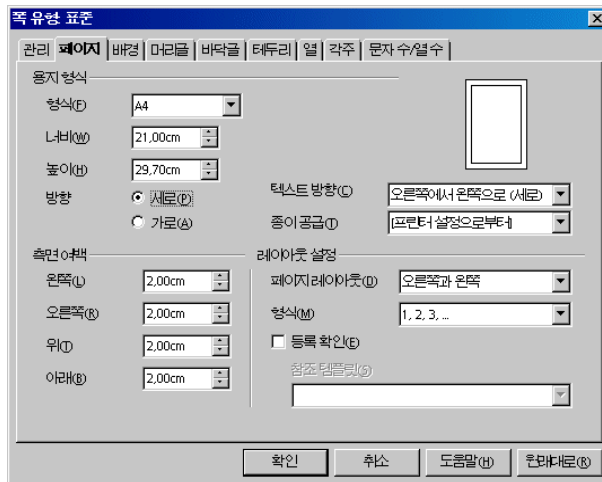 쪽 유형 표준
관리 페이지 배경 머리글 바닥글 테두리 열 각주 문자 수/열 수
용지 형식
형식(F) A4
너비(W) 21,00cm
높이(H) 29,70cm
방향 세로(P) 텍스트 방향(C) 오른쪽에서 왼쪽으로 (세로)
가로(A) 종이 공급(T) [프린터 설정으로부터]
측면 여백 레이아웃 설정
왼쪽(L) 2,00cm 페이지 레이아웃(D) 오른쪽과 왼쪽
오른쪽(R) 2,00cm 형식(M) 1, 2, 3, ...
위(T) 2,00cm 등록 확인(E)
참조 템플릿(S)
아래(B) 2,00cm
확인 취소 도움말(H) 원래대로(R)